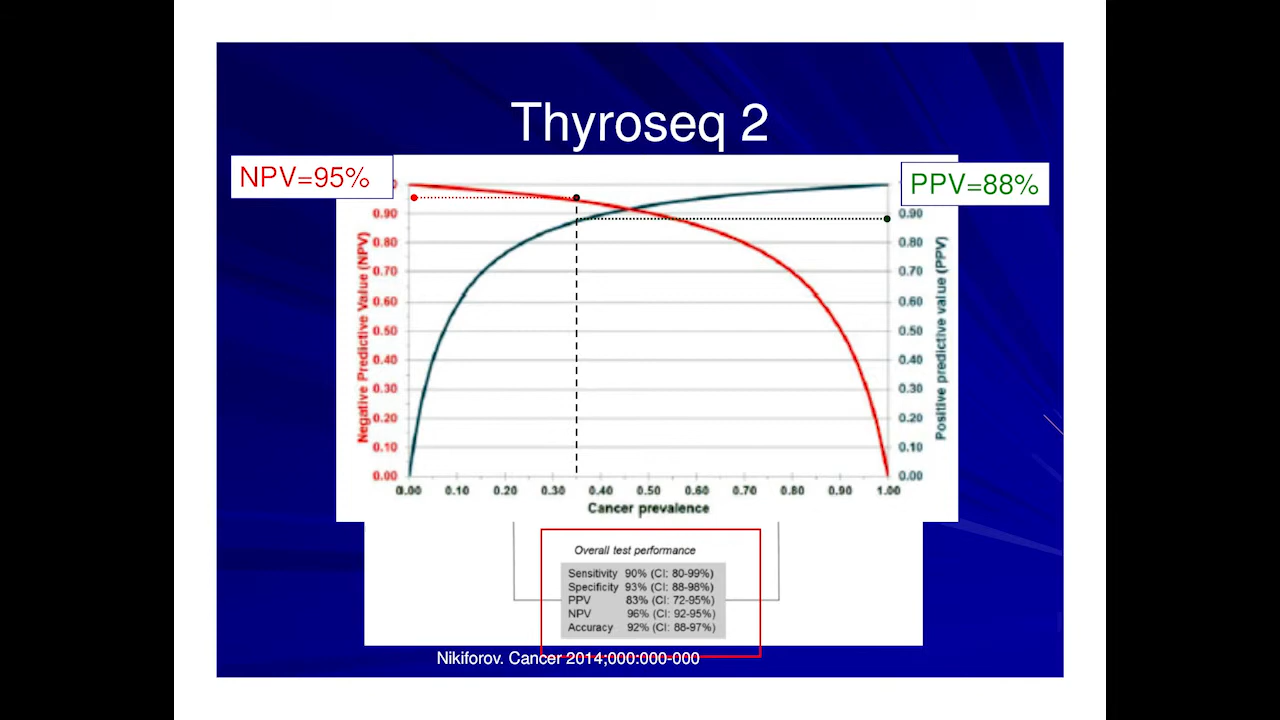 Thyroseq 2
NPV=95%
PPV=88%
Negative Predictive Value (NPV)
0.90
0.80
0.70
0.60
0.50
0.40
0.30
0.20
0.10
0.00
Positive predictive value (PPV)
0.90
0.80
0.70
0.60
0.50
0.40
0.30
0.20
0.10
0.00
0.00 0.10 0.20 0.30 0.40 0.50 0.60 0.70 0.80 0.90 1.00
Cancer prevalence
Overall test performance
Sensitivity 90% (CI: 80-99%)
Specificity 93% (CI: 88-98%)
PPV 83% (CI: 72-95%)
NPV 96% (CI: 92-95%)
Accuracy 92% (CI: 88-97%)
Nikiforov. Cancer 2014;000:000-000